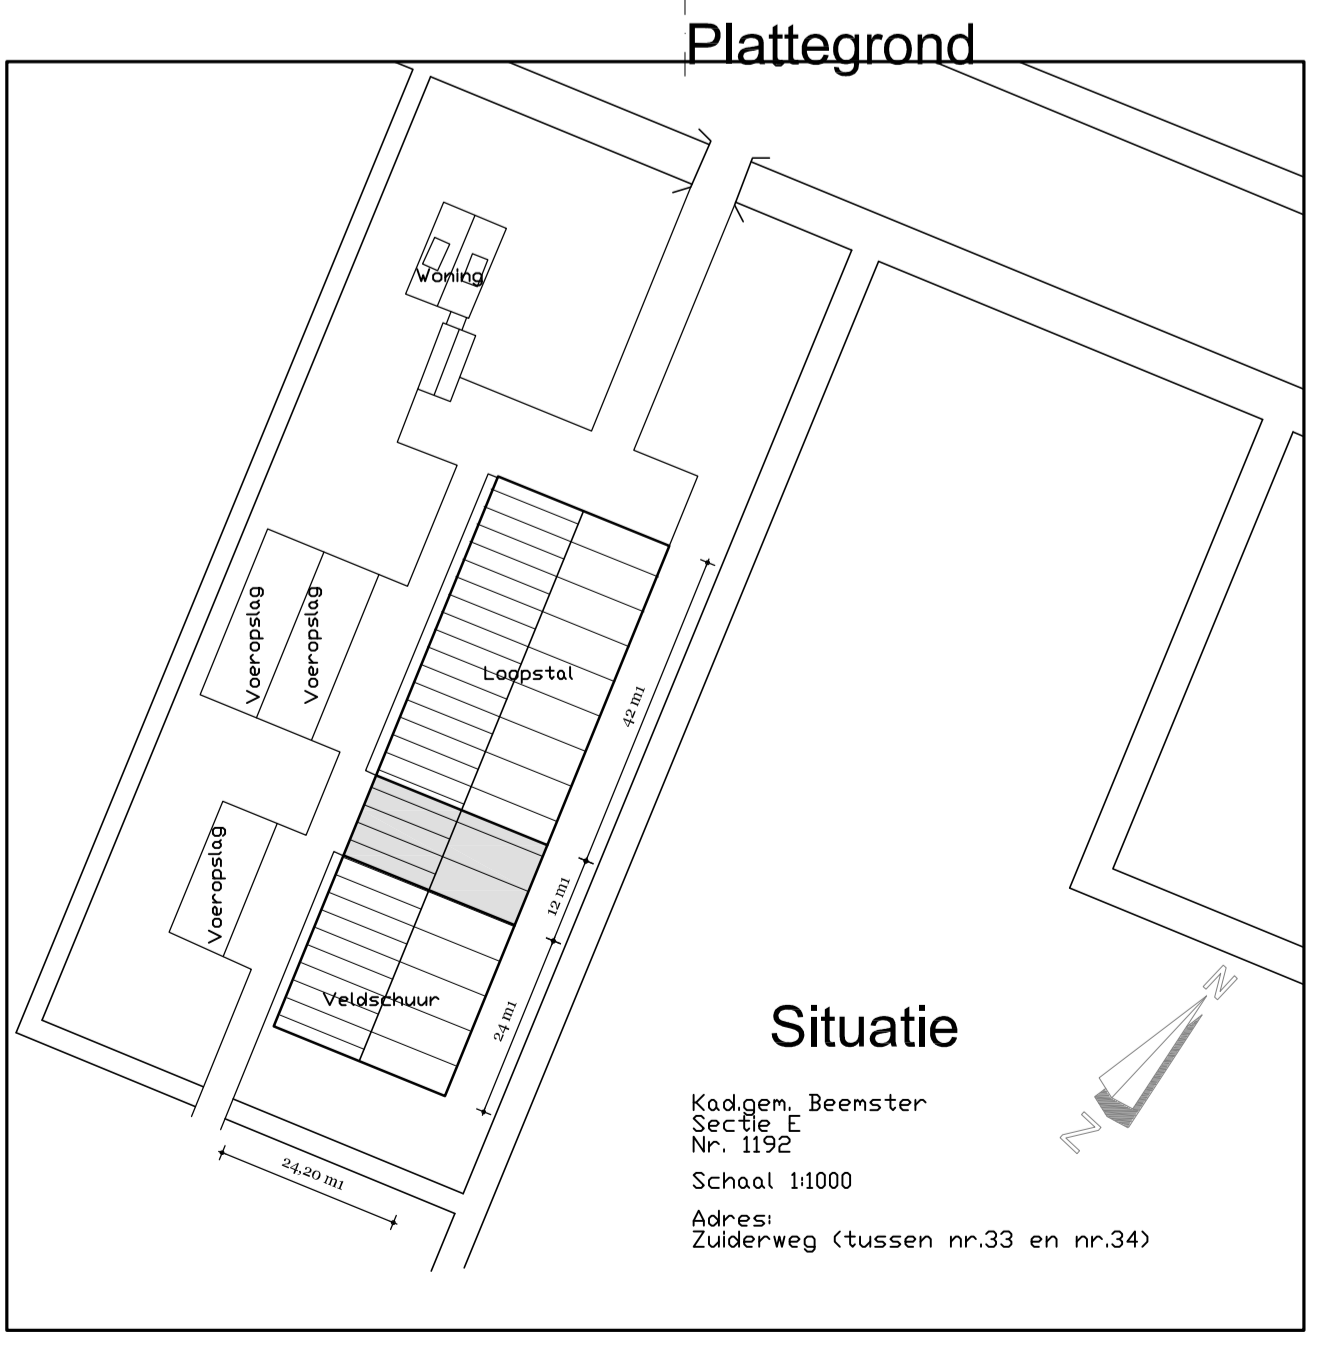 Plattegrond
Woning
Voeropslag
Voeropslag
Loopstal
42 m1
Voeropslag
12 m1
Veldschuur
24 m1
24,20 m1
Situatie
N
Z
Kad.gem. Beemster
Sectie E
Nr. 1192
Schaal 1:1000
Adres:
Zuiderweg (tussen nr.33 en nr.34)